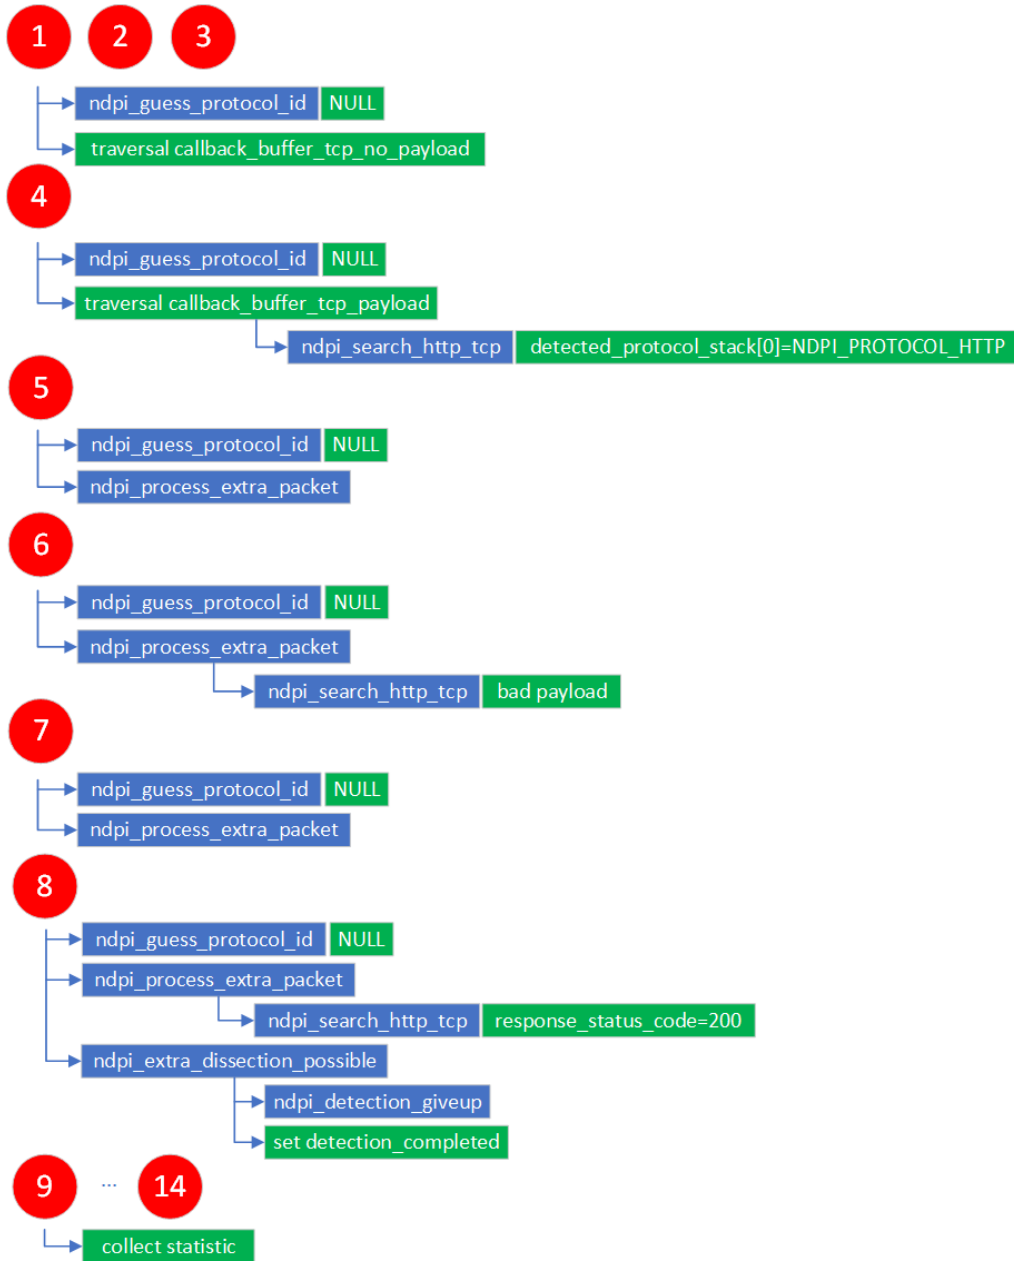 1 2 3
ndpi_guess_protocol_id NULL
traversal callback_buffer_tcp_no_payload
4
ndpi_guess_protocol_id NULL
traversal callback_buffer_tcp_payload
ndpi_search_http_tcp detected_protocol_stack[0]=NDPI_PROTOCOL_HTTP
5
ndpi_guess_protocol_id NULL
ndpi_process_extra_packet
6
ndpi_guess_protocol_id NULL
ndpi_process_extra_packet
ndpi_search_http_tcp bad payload
7
ndpi_guess_protocol_id NULL
ndpi_process_extra_packet
8
ndpi_guess_protocol_id NULL
ndpi_process_extra_packet
ndpi_search_http_tcp response_status_code=200
ndpi_extra_dissection_possible
ndpi_detection_giveup
set detection_completed
9 ... 14
collect statistic